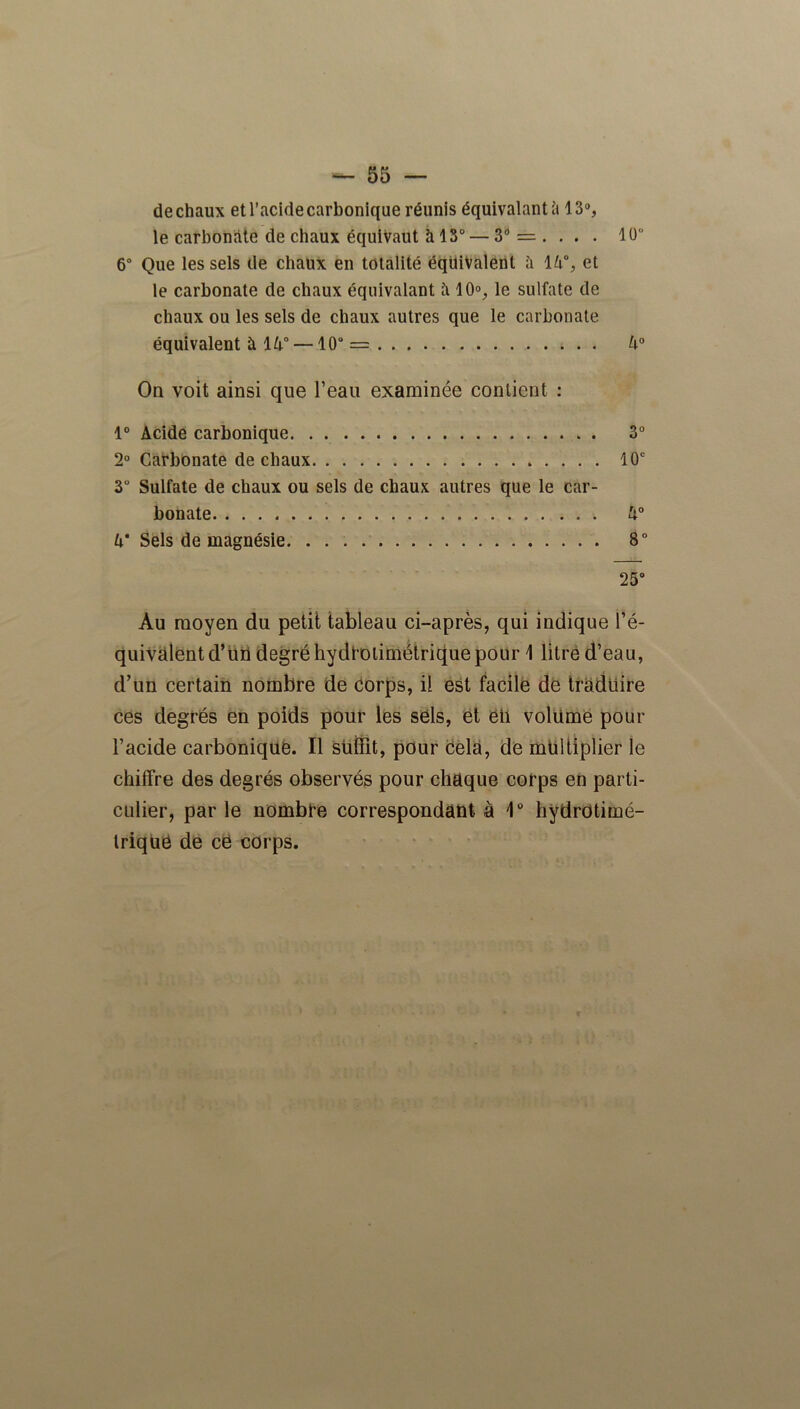 — 55 —
de chaux et l'acide carbonique réunis équivalant à 13°,
le carbonate de chaux équivaut à 13° — 3° = . . . . 10°
6° Que les sels de chaux en totalité équivalent à 14°, et
le carbonate de chaux équivalant à 10°, le sulfate de
chaux ou les sels de chaux autres que le carbonate
équivalent à 14° — 10° = . . . . . . . . . . . . . . 4°
On voit ainsi que l'eau examinée contient :
1° Acide carbonique. . . . . . . . . . . . . . . . . . . 3°
2° Carbonate de chaux. . . . . . . . . . . . . . . . . . 10°
3° Sulfate de chaux ou sels de chaux autres que le car-
bonate. . . . . . . . . . . . . . . . . . . . . . . . 4°
4° Sels de magnésie. . . . . . . . . . . . . . . . . . . 8°
25°
Au moyen du petit tableau ci-après, qui indique l'é-
quivalent d'un degré hydrotimétrique pour 1 litre d'eau,
d'un certain nombre de corps, il est facile de traduire
ces degrés en poids pour les sels, et en volume pour
l'acide carbonique. Il suffit, pour cela, de multiplier le
chiffre des degrés observés pour chaque corps en parti-
culier, par le nombre correspondant à 1° hydrotimé-
trique de ce corps.